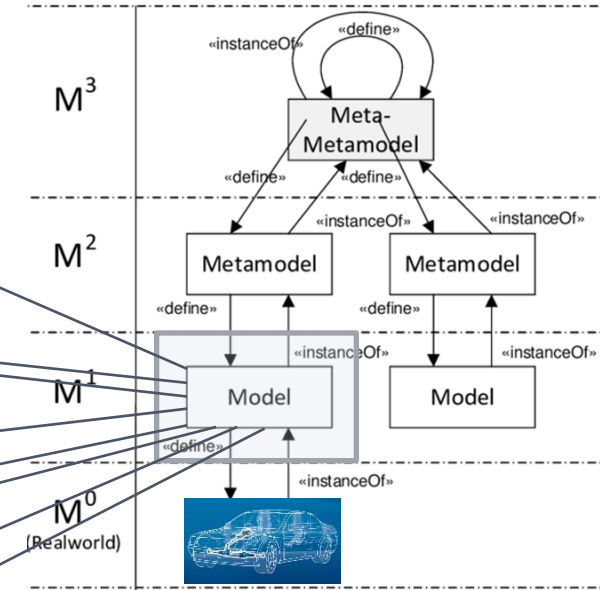 «define»
«instanceOf»
M³
Meta-
Metamodel
«define»
«define»
«instanceOf»
«instanceOf»
M²
Metamodel
Metamodel
«define»
«define»
«instanceOf»
«instanceOf»
M¹
Model
Model
«define»
«instanceOf»
M⁰
(Realworld)